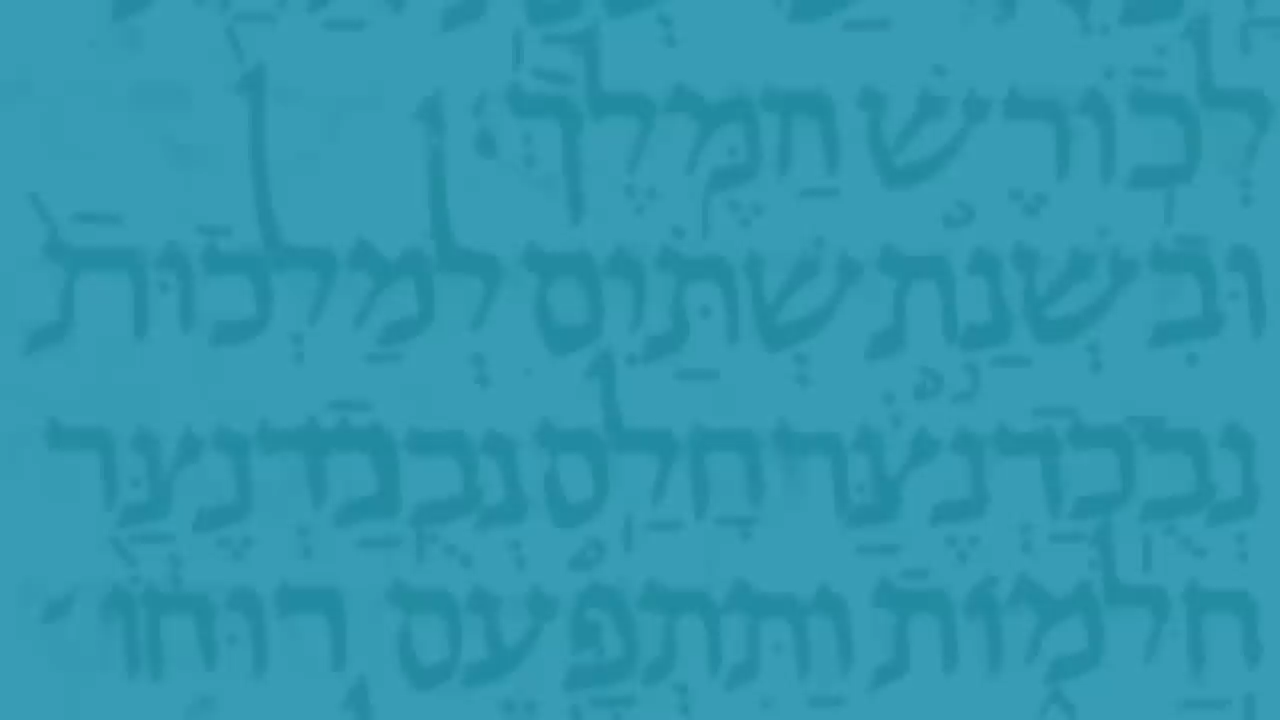 לכורש המלך׃
ובשנת שתים למלכות
נבכדנצר חלם נבכדנצר
חלמות ותתפעם רוחו